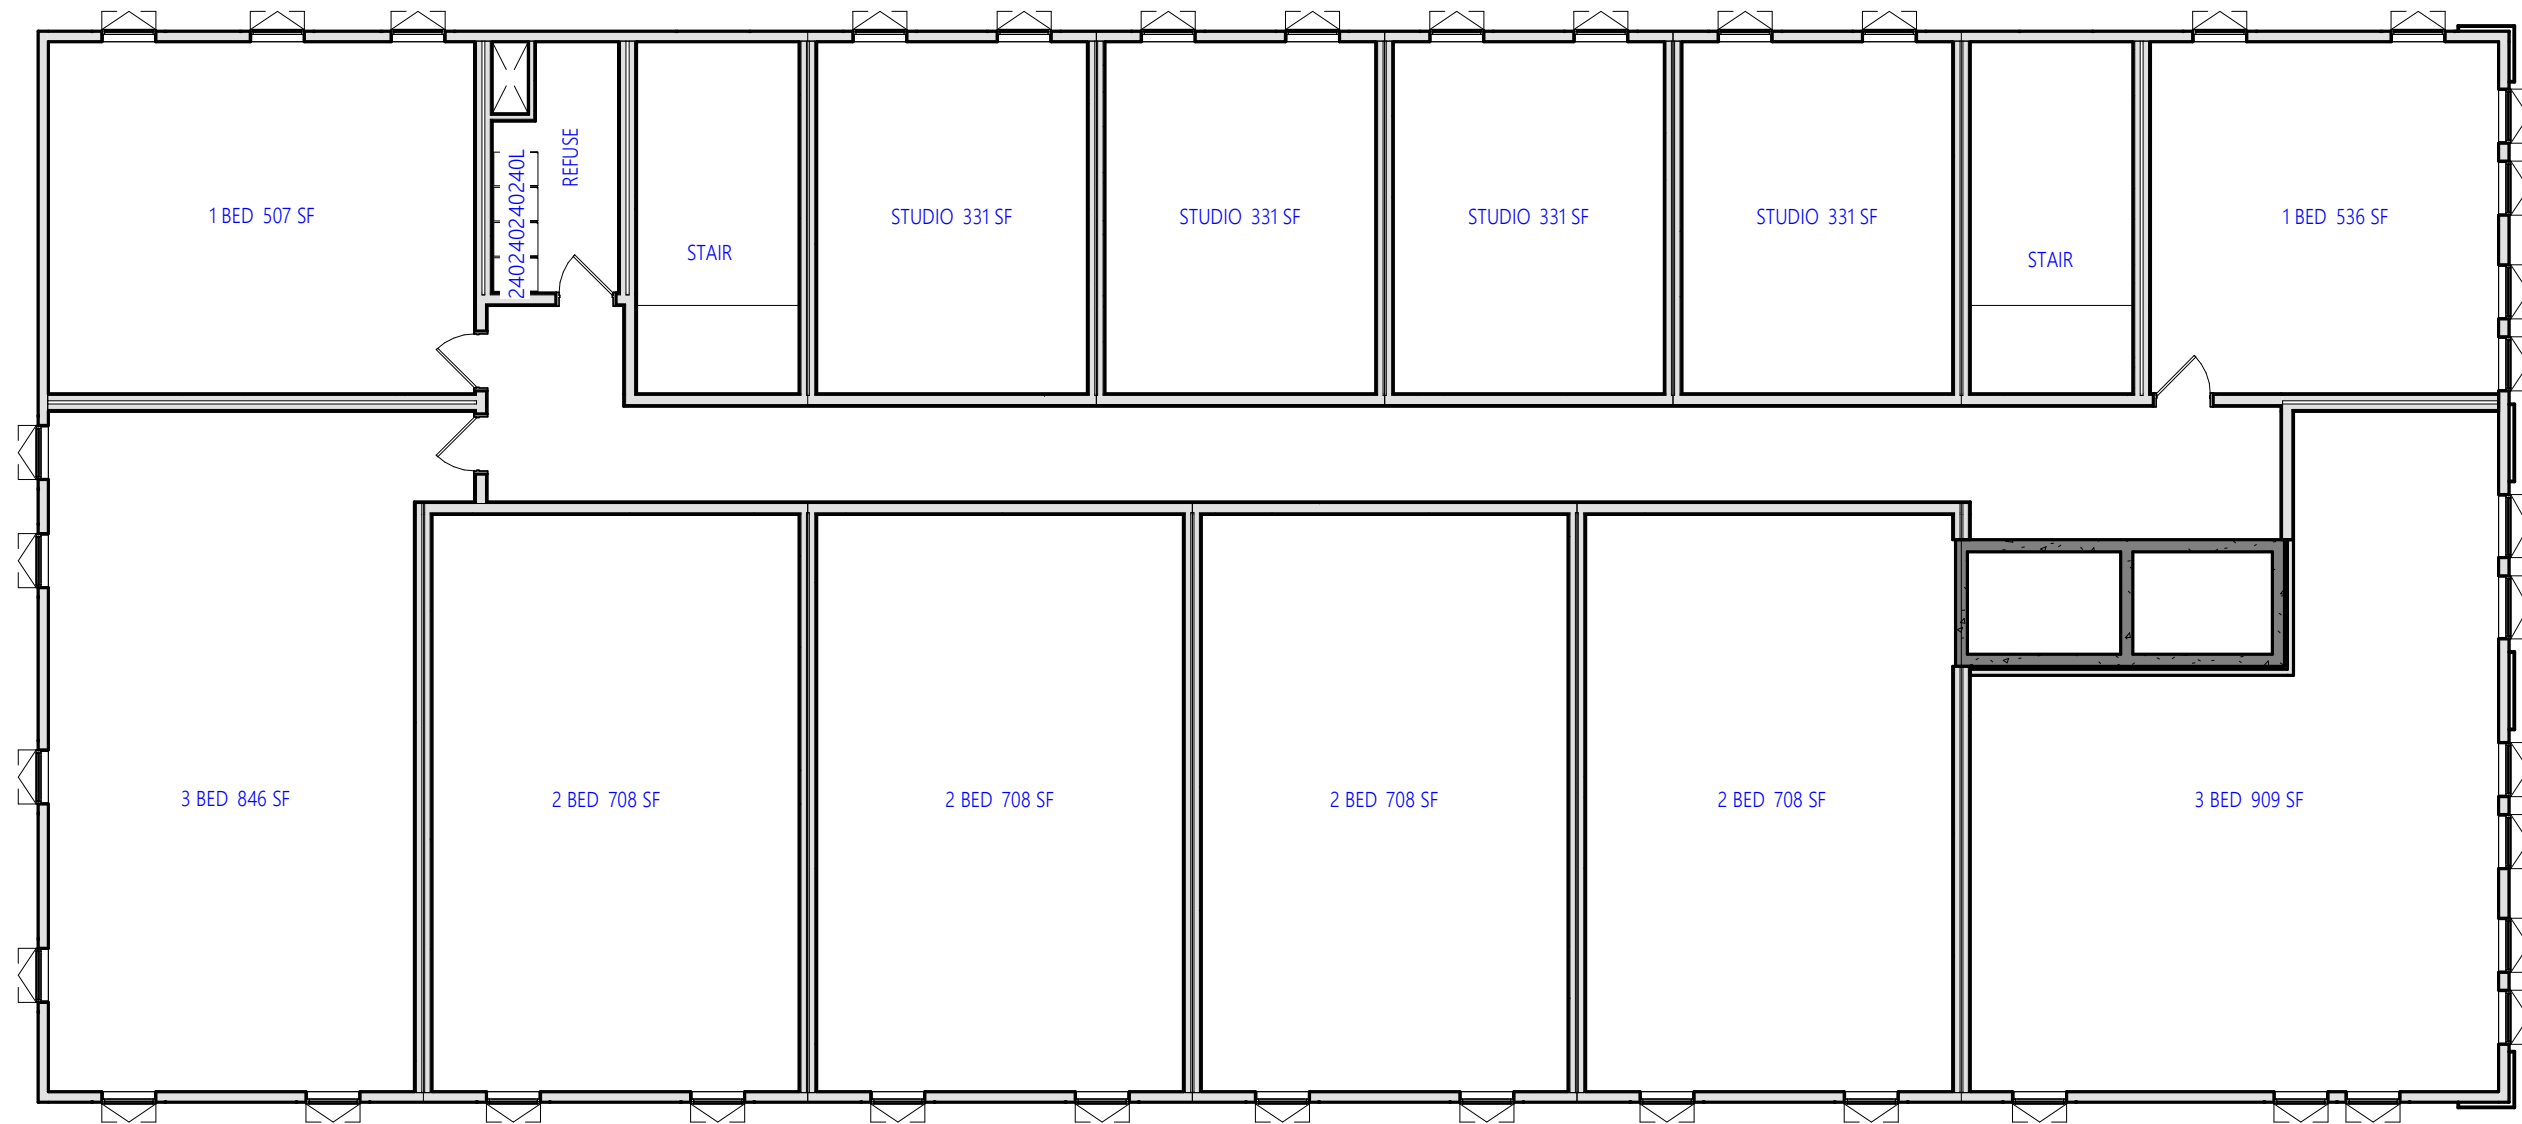 1 BED 507 SF
240240240240L
REFUSE
STAIR
STUDIO 331 SF
STUDIO 331 SF
STUDIO 331 SF
STUDIO 331 SF
STAIR
1 BED 536 SF
3 BED 846 SF
2 BED 708 SF
2 BED 708 SF
2 BED 708 SF
2 BED 708 SF
3 BED 909 SF